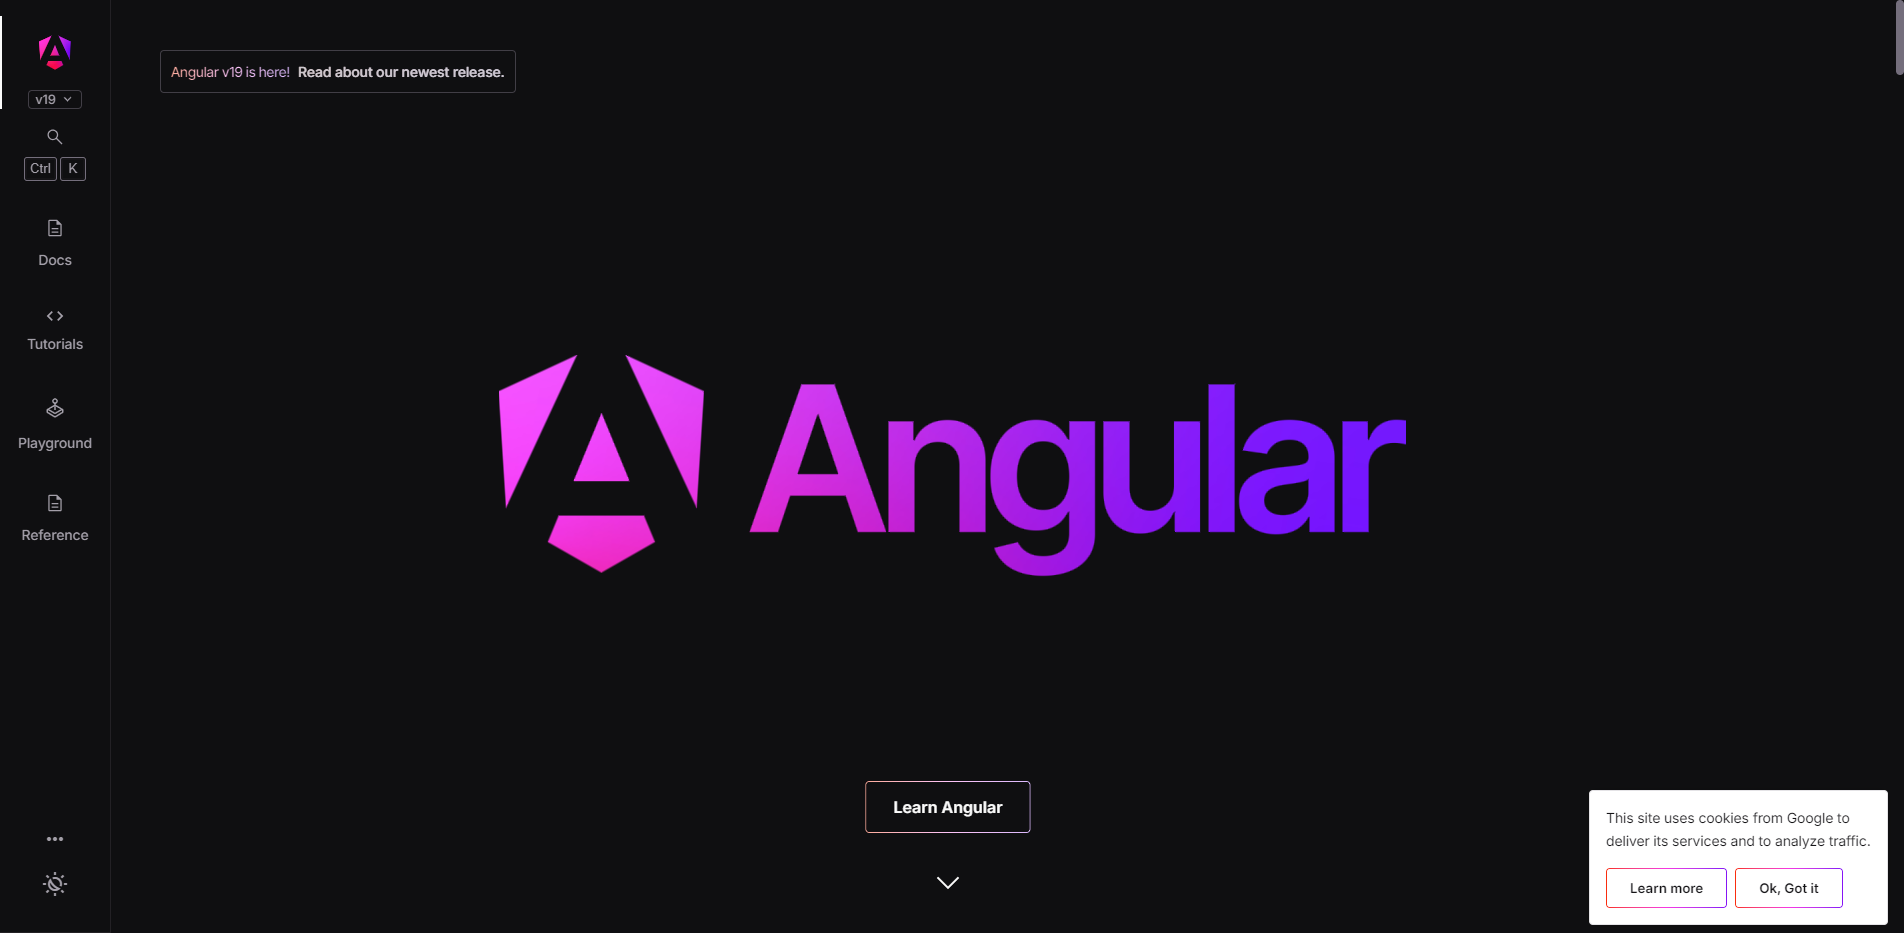 v19
Ctrl K
Docs
Tutorials
Playground
Reference
Angular v19 is here! Read about our newest release.
Angular
Learn Angular
This site uses cookies from Google to
deliver its services and to analyze traffic.
Learn more
Ok, Got it